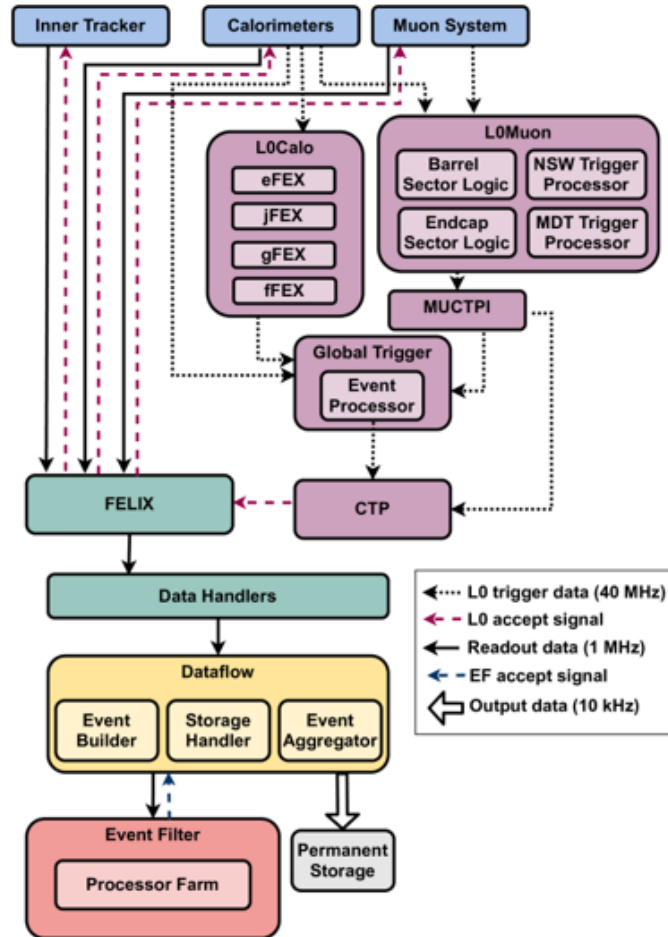 Inner Tracker
Calorimeters
Muon System
L0Calo
eFEX
jFEX
gFEX
fFEX
L0Muon
Barrel
Sector Logic
NSW Trigger
Processor
Endcap
Sector Logic
MDT Trigger
Processor
MUCTPI
Global Trigger
Event
Processor
FELIX
CTP
Data Handlers
L0 trigger data (40 MHz)
L0 accept signal
Readout data (1 MHz)
EF accept signal
Output data (10 kHz)
Dataflow
Event
Builder
Storage
Handler
Event
Aggregator
Event Filter
Processor Farm
Permanent
Storage